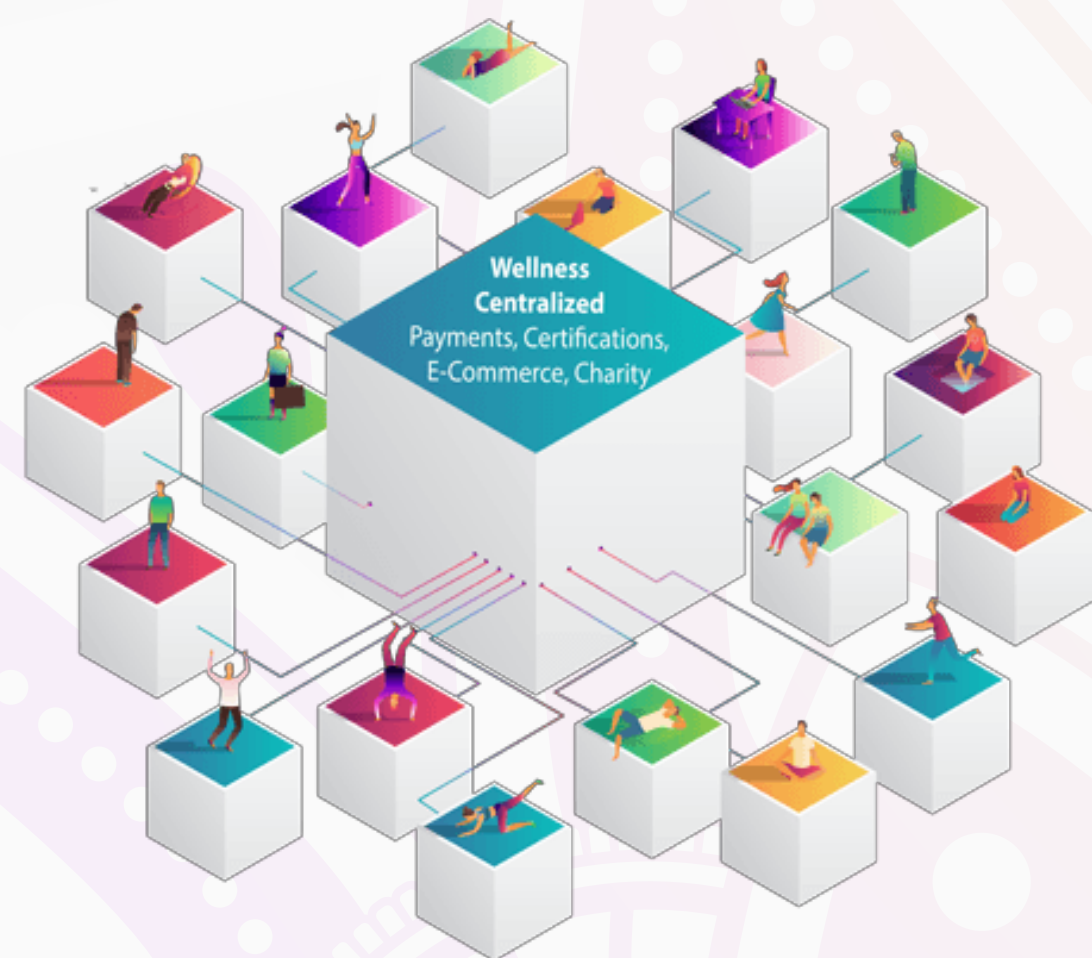 Wellness
Centralized
Payments, Certifications,
E-Commerce, Charity